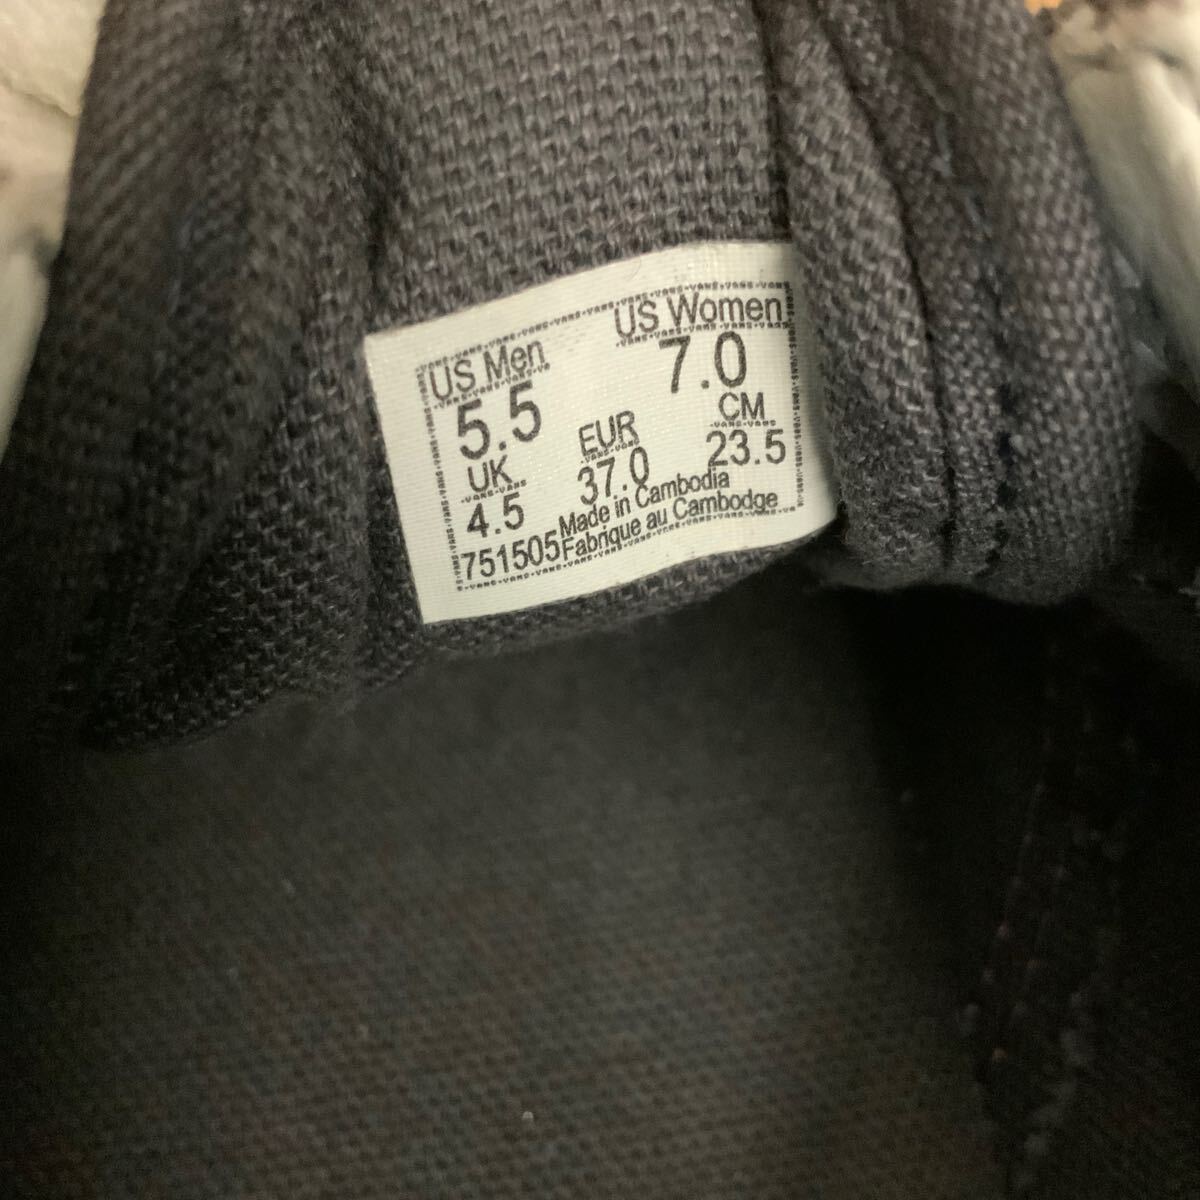 US Men US Women
5.5 7.0
UK EUR CM
4.5 37.0 23.5
751505 Made in Cambodia
Fabrique au Cambodge